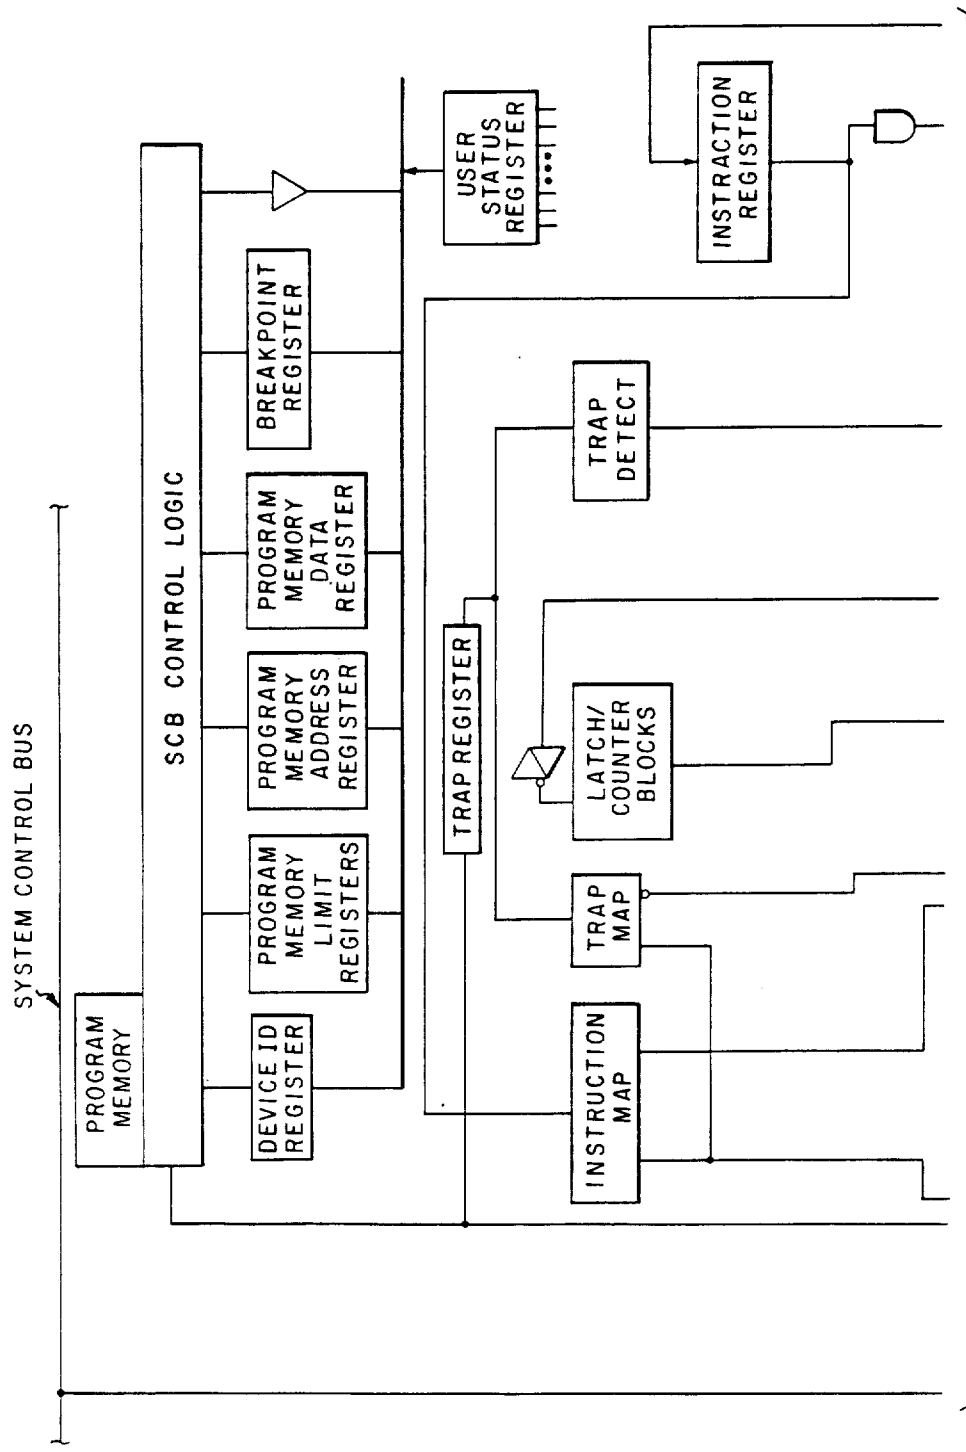 SYSTEM CONTROL BUS
PROGRAM
MEMORY
SCB CONTROL LOGIC
DEVICE ID
REGISTER
PROGRAM
MEMORY
LIMIT
REGISTERS
PROGRAM
MEMORY
ADDRESS
REGISTER
PROGRAM
MEMORY
DATA
REGISTER
BREAKPOINT
REGISTER
TRAP REGISTER
USER
STATUS
REGISTER
INSTRUCTION
MAP
TRAP
MAP
LATCH/
COUNTER
BLOCKS
TRAP
DETECT
INSTRACTION
REGISTER